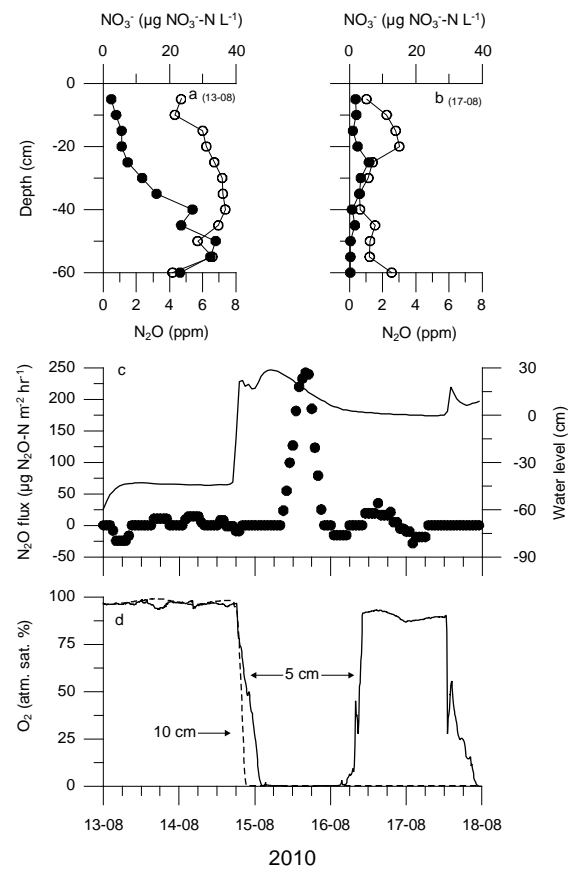 NO₃⁻ (µg NO₃⁻-N L⁻¹) NO₃⁻ (µg NO₃⁻-N L⁻¹)
0 10 20 30 40 0 10 20 30 40
0 a (13-08) b (17-08)
-20
Depth (cm)
-40
-60
0 2 4 6 8 0 2 4 6 8
N₂O (ppm) N₂O (ppm)
250 c 30
200
150 0
100 -30
50
0 -60
-50 -90
N₂O flux (µg N₂O-N m⁻² hr⁻¹)
Water level (cm)
100 d
75
50 5 cm
25 10 cm
0
O₂ (atm. sat. %)
13-08 14-08 15-08 16-08 17-08 18-08
2010